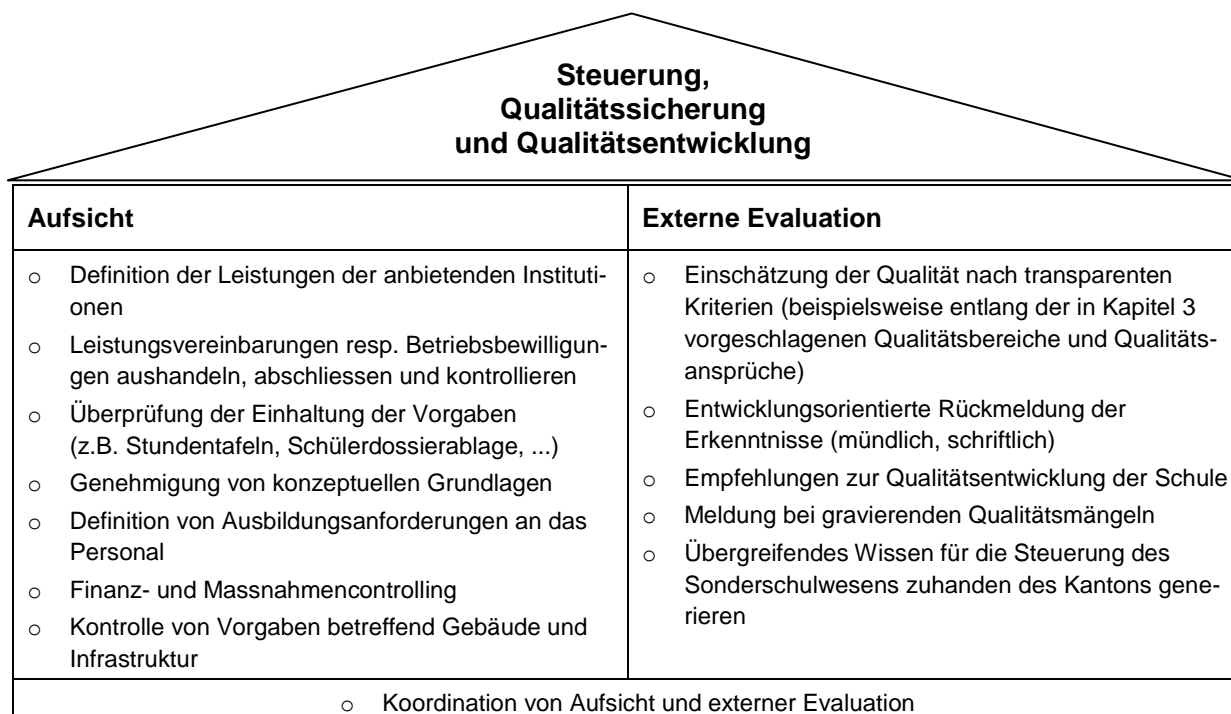 Steuerung,
Qualitätssicherung
und Qualitätsentwicklung
Aufsicht
o Definition der Leistungen der anbietenden Instituti-
onen
o Leistungsvereinbarungen resp. Betriebsbewilligun-
gen aushandeln, abschliessen und kontrollieren
o Überprüfung der Einhaltung der Vorgaben
(z.B. Stundentafeln, Schülerdossierablage, ...)
o Genehmigung von konzeptuellen Grundlagen
o Definition von Ausbildungsanforderungen an das
Personal
o Finanz- und Massnahmencontrolling
o Kontrolle von Vorgaben betreffend Gebäude und
Infrastruktur
Externe Evaluation
o Einschätzung der Qualität nach transparenten
Kriterien (beispielsweise entlang der in Kapitel 3
vorgeschlagenen Qualitätsbereiche und Qualitäts-
ansprüche)
o Entwicklungsorientierte Rückmeldung der
Erkenntnisse (mündlich, schriftlich)
o Empfehlungen zur Qualitätsentwicklung der Schule
o Meldung bei gravierenden Qualitätsmängeln
o Übergreifendes Wissen für die Steuerung des
Sonderschulwesens zuhanden des Kantons gene-
rieren
o Koordination von Aufsicht und externer Evaluation